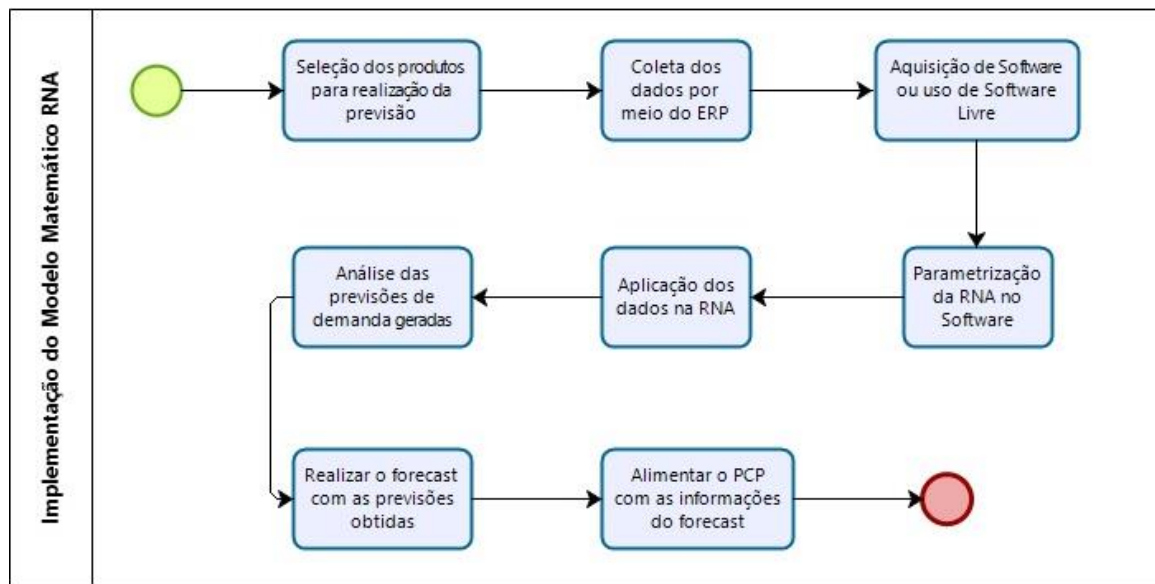 Implementação do Modelo Matemático RNA
Seleção dos produtos
para realização da
previsão
Coleta dos
dados por
meio do ERP
Aquisição de Software
ou uso de Software
Livre
Parametrização
da RNA no
Software
Aplicação dos
dados na RNA
Análise das
previsões de
demanda geradas
Realizar o forecast
com as previsões
obtidas
Alimentar o PCP
com as informações
do forecast